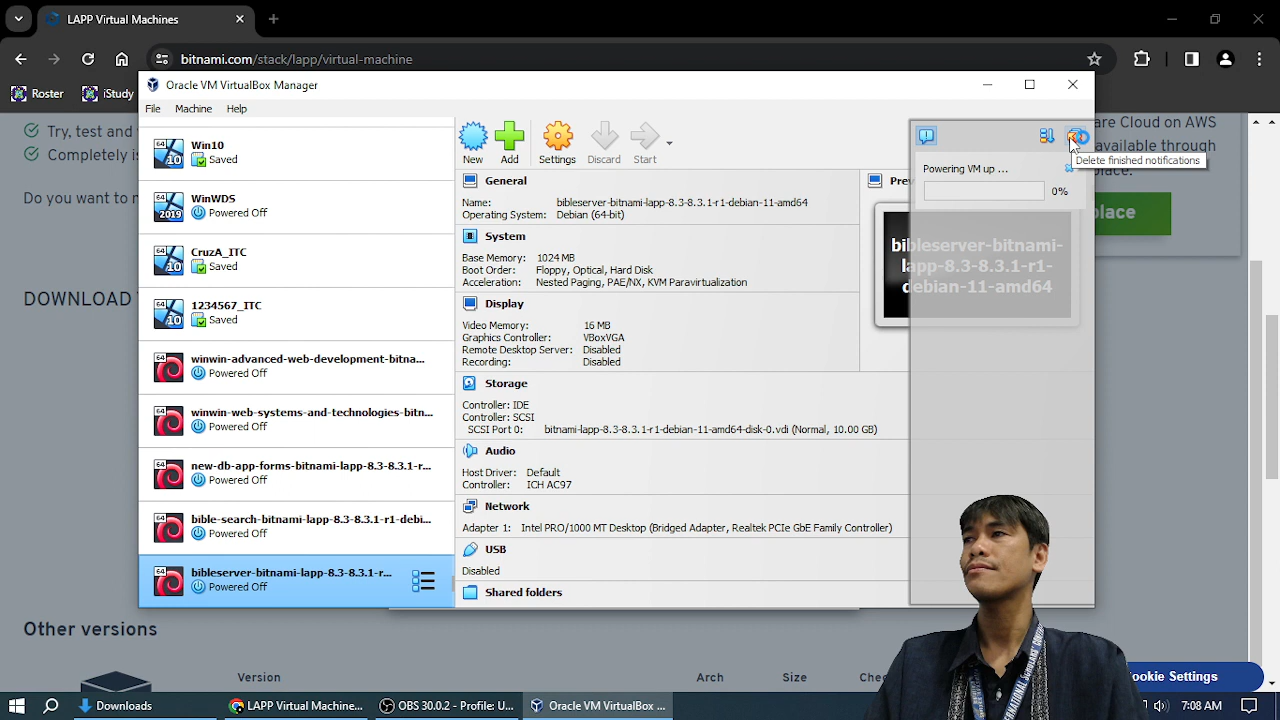 LAPP Virtual Machines
bitnami.com/stack/lapp/virtual-machine
Roster
iStudy
Oracle VM VirtualBox Manager
File Machine Help
Try, test and
Completely is
Do you want to r
DOWNLOAD
Other versions
Version
Arch
Size
Win10
Saved
WinWDS
Powered Off
CruzA_ITC
Saved
1234567_ITC
Saved
winwin-advanced-web-development-bitna...
Powered Off
winwin-web-systems-and-technologies-bitn...
Powered Off
new-db-app-forms-bitnami-lapp-8.3-8.3.1-r...
Powered Off
bible-search-bitnami-lapp-8.3-8.3.1-r1-debi...
Powered Off
bibleserver-bitnami-lapp-8.3-8.3.1-r...
Powered Off
New Add Settings Discard Start
General
Name: bibleserver-bitnami-lapp-8.3-8.3.1-r1-debian-11-amd64
Operating System: Debian (64-bit)
System
Base Memory: 1024 MB
Boot Order: Floppy, Optical, Hard Disk
Acceleration: Nested Paging, PAE/NX, KVM Paravirtualization
Display
Video Memory: 16 MB
Graphics Controller: VBoxVGA
Remote Desktop Server: Disabled
Recording: Disabled
Storage
Controller: IDE
Controller: SCSI
SCSI Port 0: bitnami-lapp-8.3-8.3.1-r1-debian-11-amd64-disk-0.vdi (Normal, 10.00 GB)
Audio
Host Driver: Default
Controller: ICH AC97
Network
Adapter 1: Intel PRO/1000 MT Desktop (Bridged Adapter, Realtek PCIe GbE Family Controller)
USB
Disabled
Shared folders
Prev
bibleserver-bitnami-
lapp-8.3-8.3.1-r1-
debian-11-amd64
Powering VM up ...
0%
Delete finished notifications
are Cloud on AWS
available through
place.
place
ookie Settings
Downloads
LAPP Virtual Machine...
OBS 30.0.2 - Profile: U...
Oracle VM VirtualBox ...
7:08 AM